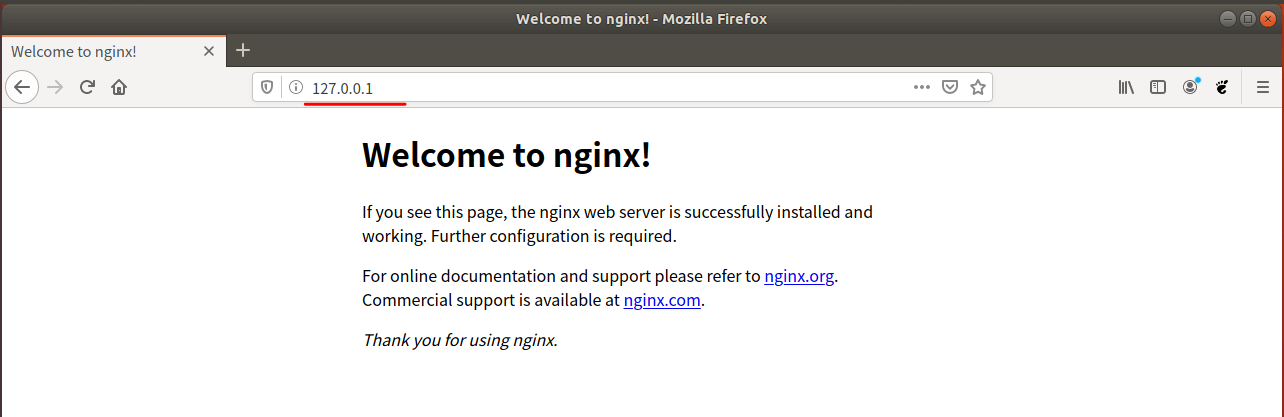 Welcome to nginx! - Mozilla Firefox
Welcome to nginx!
127.0.0.1
Welcome to nginx!
If you see this page, the nginx web server is successfully installed and
working. Further configuration is required.
For online documentation and support please refer to nginx.org.
Commercial support is available at nginx.com.
Thank you for using nginx.